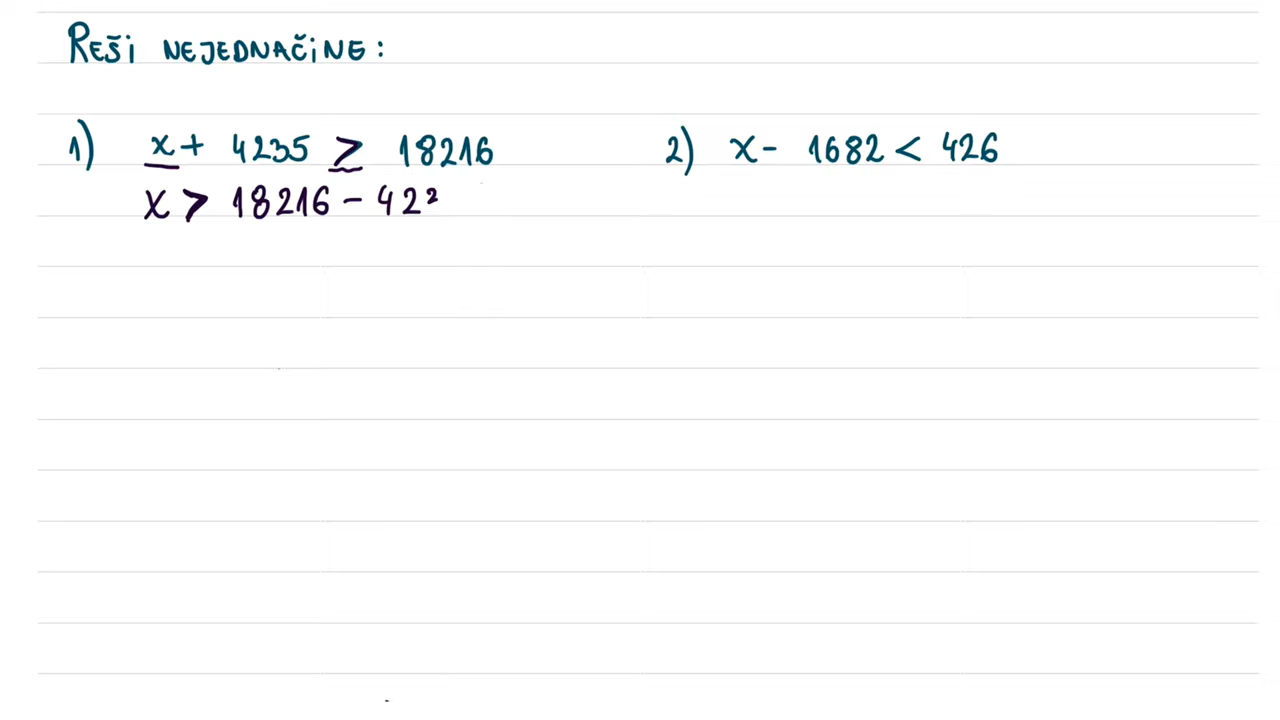 REŠI NEJEDNAČINE:
1) x + 4235 > 18216
2) x - 1682 < 426
x > 18216 - 42